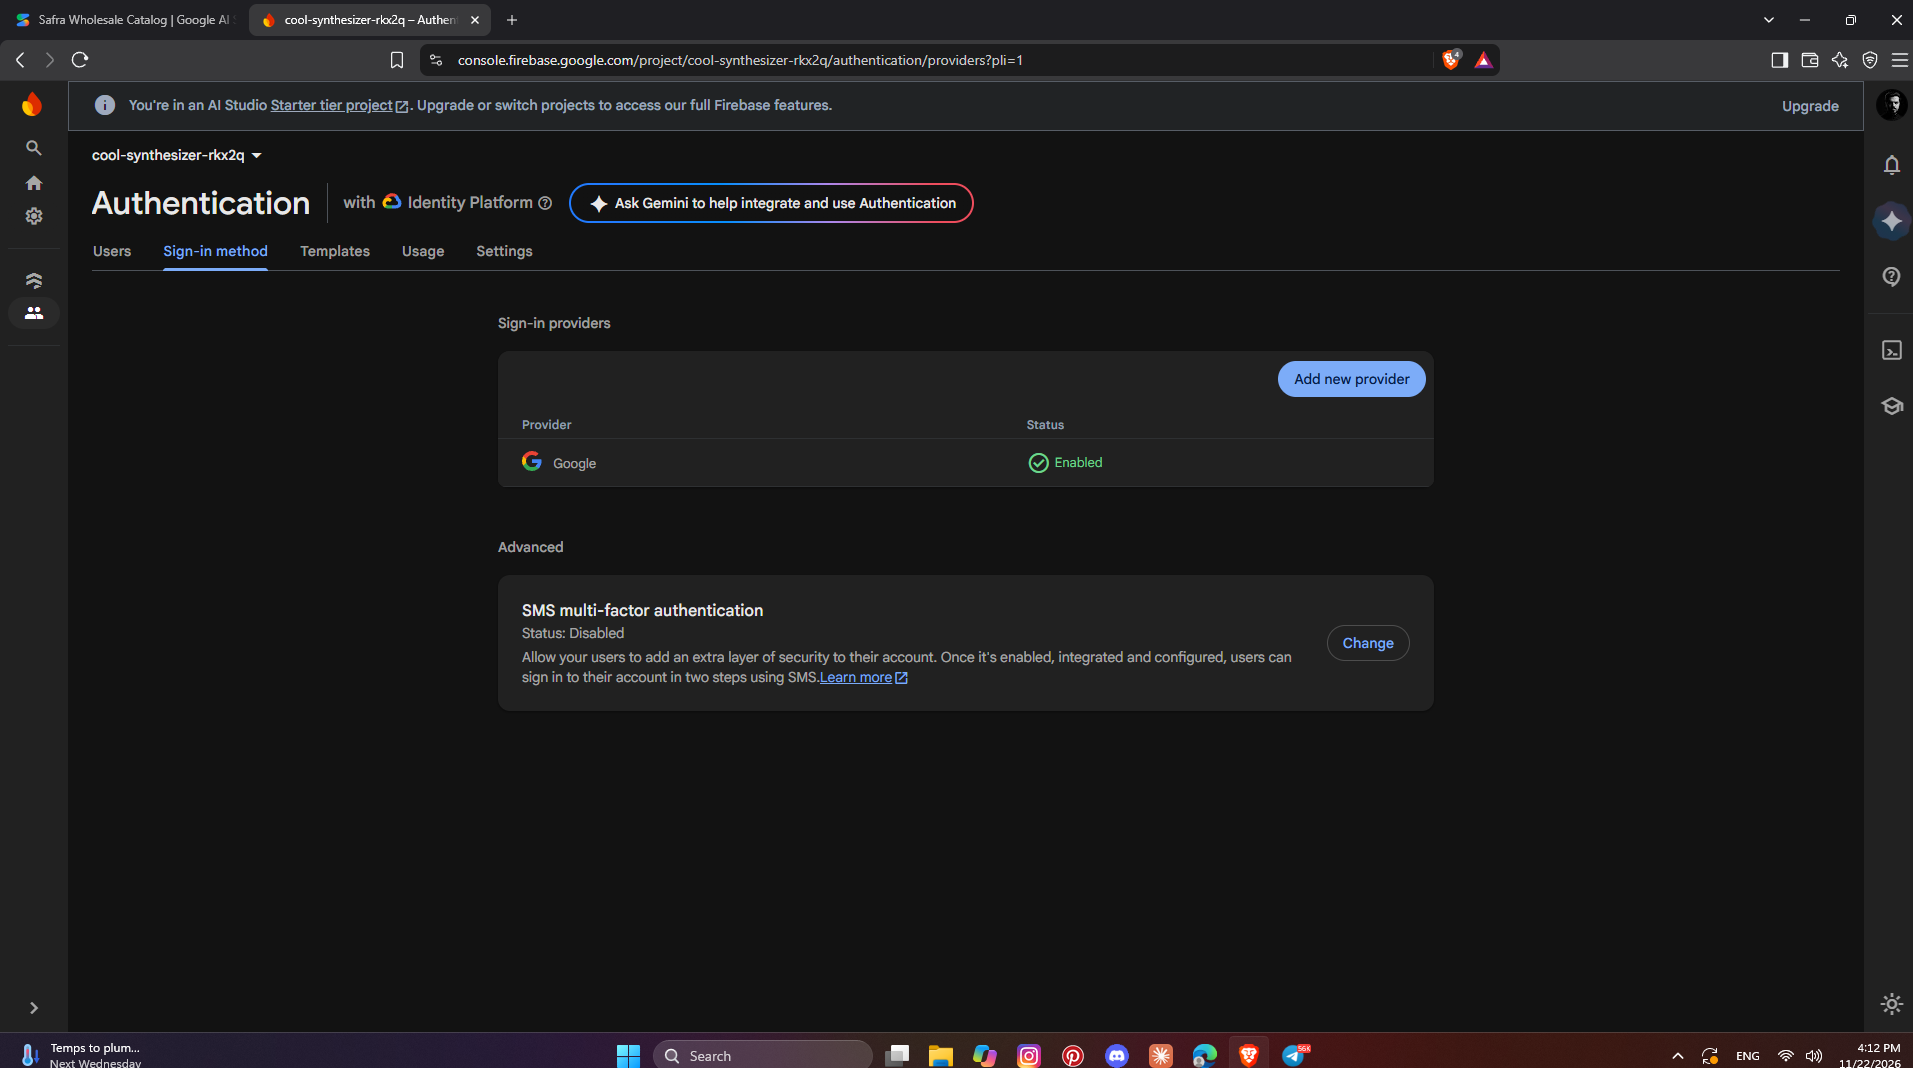 Safra Wholesale Catalog | Google AI S
cool-synthesizer-rkx2q – Authen
console.firebase.google.com/project/cool-synthesizer-rkx2q/authentication/providers?pli=1
4
You're in an AI Studio Starter tier project. Upgrade or switch projects to access our full Firebase features.
Upgrade
cool-synthesizer-rkx2q
Authentication
with Identity Platform
Ask Gemini to help integrate and use Authentication
Users
Sign-in method
Templates
Usage
Settings
Sign-in providers
Add new provider
Provider
Status
Google
Enabled
Advanced
SMS multi-factor authentication
Status: Disabled
Allow your users to add an extra layer of security to their account. Once it's enabled, integrated and configured, users can
sign in to their account in two steps using SMS.Learn more
Change
Temps to plum...
Next Wednesday
Search
56K
ENG
4:12 PM
11/22/2026